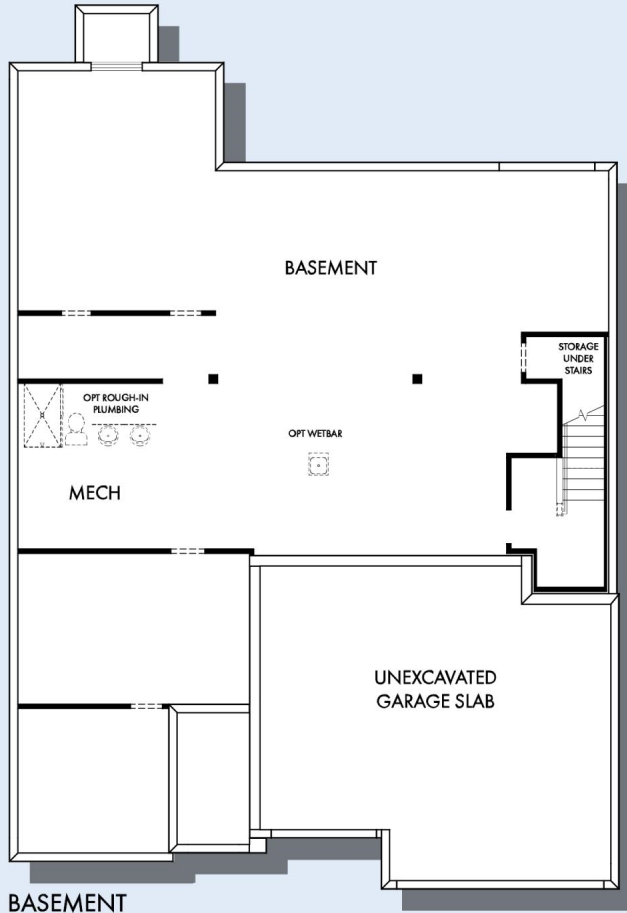 BASEMENT
STORAGE
UNDER
STAIRS
OPT ROUGH-IN
PLUMBING
OPT WETBAR
MECH
UNEXCAVATED
GARAGE SLAB
BASEMENT